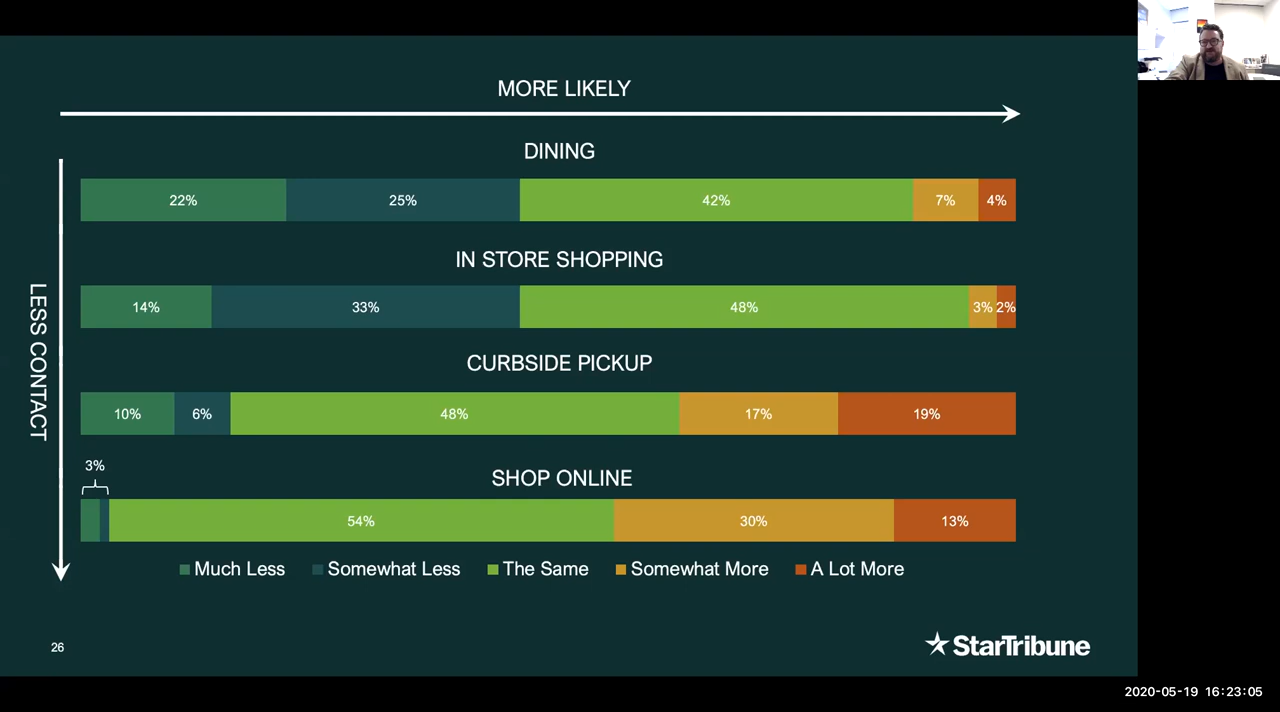 MORE LIKELY
DINING
22% 25% 42% 7% 4%
IN STORE SHOPPING
14% 33% 48% 3% 2%
LESS CONTACT
CURBSIDE PICKUP
10% 6% 48% 17% 19%
3%
SHOP ONLINE
54% 30% 13%
Much Less Somewhat Less The Same Somewhat More A Lot More
26
StarTribune
2020-05-19 16:23:05